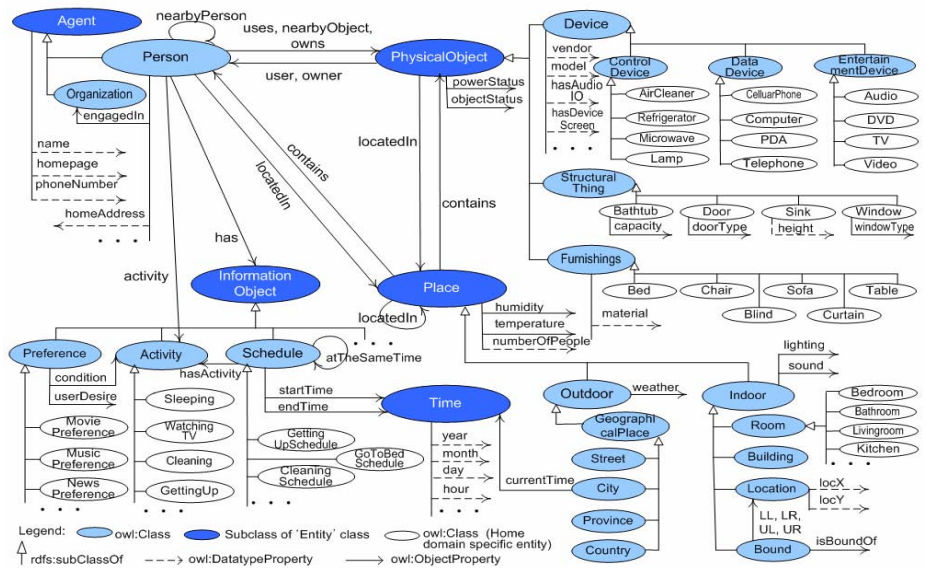 Agent
nearbyPerson
Person
uses, nearbyObject,
owns
user, owner
PhysicalObject
powerStatus
objectStatus
Organization
engagedIn
name
homepage
phoneNumber
homeAddress
. . .
activity
has
locatedIn
contains
locatedIn
contains
Information
Object
Place
locatedIn
humidity
temperature
numberOfPeople
Device
vendor
model
hasAudio
IO
hasDevice
Screen
. . .
Control
Device
AirCleaner
Refrigerator
Microwave
Lamp
Data
Device
CelluarPhone
Computer
PDA
Telephone
Entertain
mentDevice
Audio
DVD
TV
Video
Structural
Thing
Bathtub
capacity
Door
doorType
Sink
height
Window
windowType
Furnishings
material
Bed
Chair
Sofa
Table
Blind
Curtain
. . .
Preference
condition
userDesire
Movie
Preference
Music
Preference
News
Preference
. . .
Activity
hasActivity
Sleeping
Watching
TV
Cleaning
GettingUp
. . .
Schedule
atTheSameTime
startTime
endTime
Getting
UpSchedule
GoToBed
Schedule
Cleaning
Schedule
. . .
Time
year
month
day
hour
. . .
currentTime
Outdoor
weather
Geographi
calPlace
Street
City
Province
Country
Indoor
lighting
sound
Room
Bedroom
Bathroom
Livingroom
Kitchen
. . .
Building
Location
locX
locY
LL, LR,
UL, UR
Bound
isBoundOf
Legend:
owl:Class
Subclass of 'Entity' class
owl:Class (Home
domain specific entity)
rdfs:subClassOf
owl:DatatypeProperty
owl:ObjectProperty